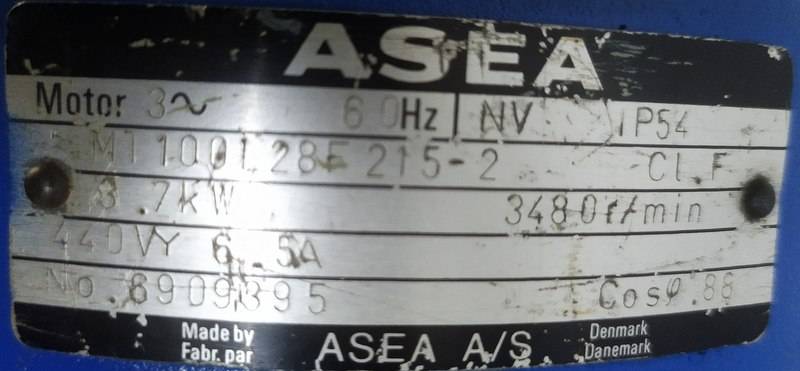 ASEA
Motor 3~ 60Hz NV IP54
MT100L28F215-2 Cl.F
3.7kW 3480r/min
440VY 6.5A
No.6909395 Cosφ.88
Made by ASEA A/S Denmark
Fabr. par Danemark